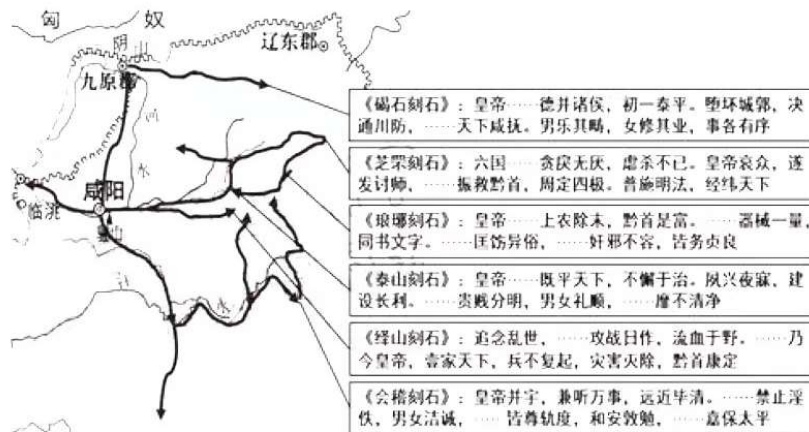 匈 奴
阴 山
辽东郡
九原郡
河
水
咸阳
临洮
江
水
《碣石刻石》：皇帝……德并诸侯，初一泰平。堕坏城郭，决
通川防，……天下咸抚。男乐其畴，女修其业，事各有序
《芝罘刻石》：六国……贪戾无厌，虐杀不已。皇帝哀众，遂
发讨师，……振救黔首，周定四极。普施明法，经纬天下
《琅琊刻石》：皇帝……上农除末，黔首是富。……器械一量，
同书文字。……匡饬异俗，……奸邪不容，皆务贞良
《泰山刻石》：皇帝……既平天下，不懈于治。夙兴夜寐，建
设长利。……贵贱分明，男女礼顺，……靡不清净
《绎山刻石》：追念乱世，……攻战日作，流血于野。……乃
今皇帝，壹家天下，兵不复起，灾害灭除，黔首康定
《会稽刻石》：皇帝并宇，兼听万事，远近毕清。……禁止淫
佚，男女洁诚，……皆尊轨度，和安敦勉，……嘉保太平